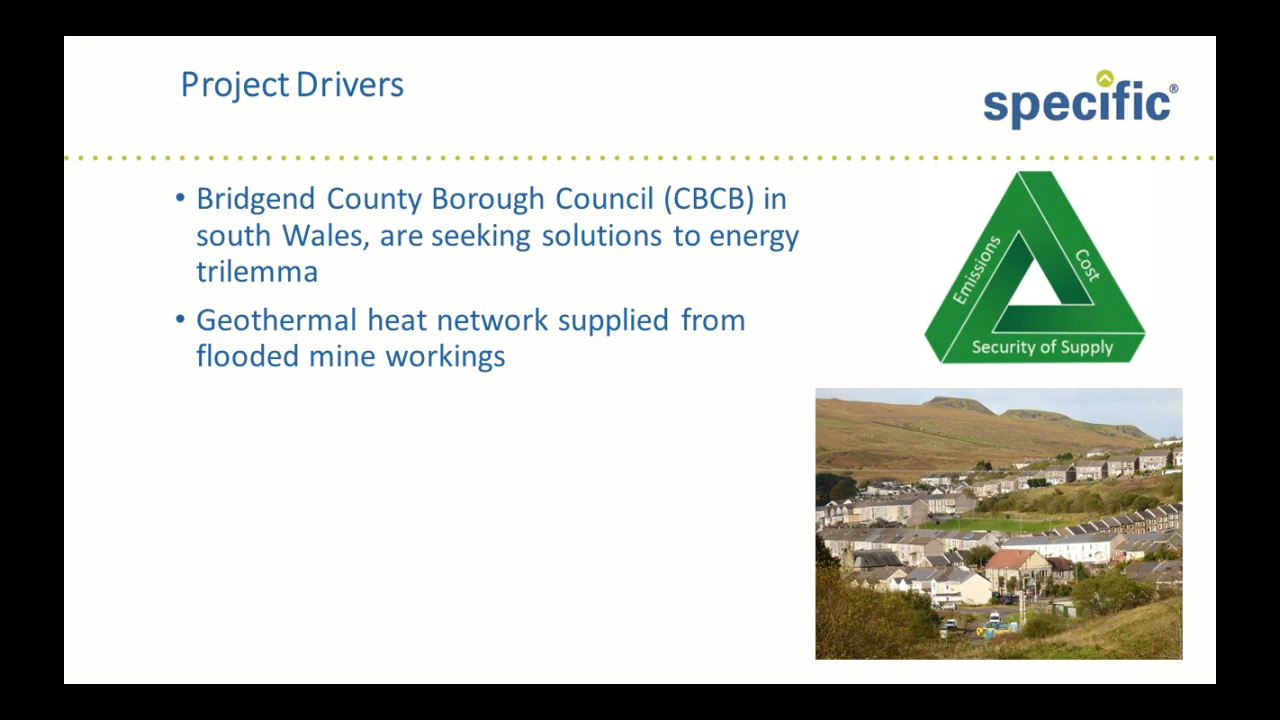 Project Drivers
specific®
• Bridgend County Borough Council (CBCB) in
south Wales, are seeking solutions to energy
trilemma
• Geothermal heat network supplied from
flooded mine workings
Emissions
Cost
Security of Supply